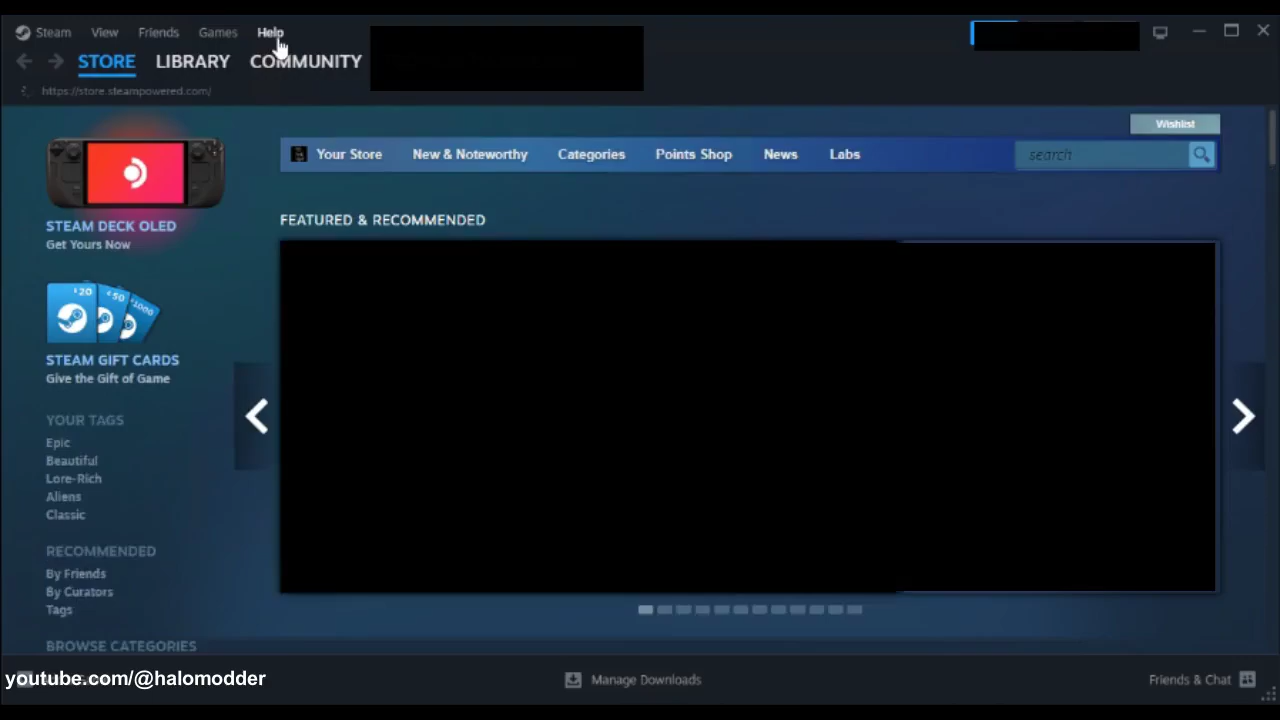 Steam View Friends Games Help
STORE LIBRARY COMMUNITY
https://store.steampowered.com/
Wishlist
Your Store New & Noteworthy Categories Points Shop News Labs search
STEAM DECK OLED
Get Yours Now
FEATURED & RECOMMENDED
20
50
1000
STEAM GIFT CARDS
Give the Gift of Game
YOUR TAGS
Epic
Beautiful
Lore-Rich
Aliens
Classic
RECOMMENDED
By Friends
By Curators
Tags
BROWSE CATEGORIES
youtube.com/@halomodder
Manage Downloads
Friends & Chat